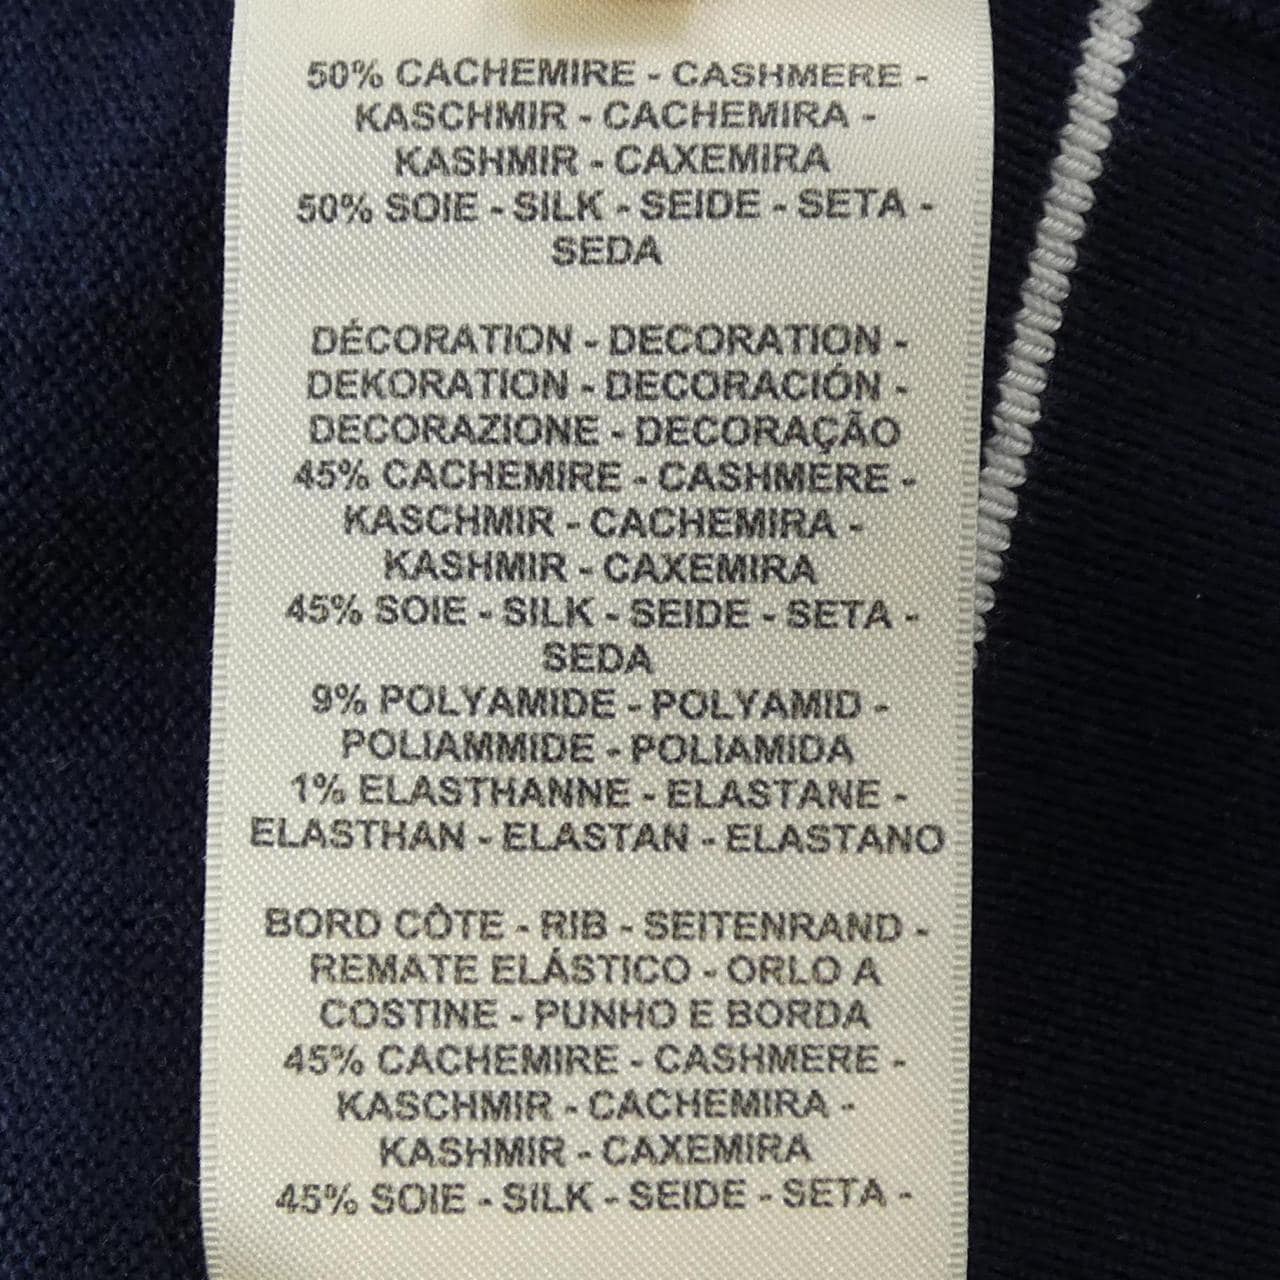 50% CACHEMIRE - CASHMERE -
KASCHMIR - CACHEMIRA -
KASHMIR - CAXEMIRA
50% SOIE - SILK - SEIDE - SETA -
SEDA
DÉCORATION - DECORATION -
DEKORATION - DECORACIÓN -
DECORAZIONE - DECORAÇÃO
45% CACHEMIRE - CASHMERE -
KASCHMIR - CACHEMIRA -
KASHMIR - CAXEMIRA
45% SOIE - SILK - SEIDE - SETA -
SEDA
9% POLYAMIDE - POLYAMID -
POLIAMMIDE - POLIAMIDA
1% ELASTHANNE - ELASTANE -
ELASTHAN - ELASTAN - ELASTANO
BORD CÔTE - RIB - SEITENRAND -
REMATE ELÁSTICO - ORLO A
COSTINE - PUNHO E BORDA
45% CACHEMIRE - CASHMERE -
KASCHMIR - CACHEMIRA -
KASHMIR - CAXEMIRA
45% SOIE - SILK - SEIDE - SETA -